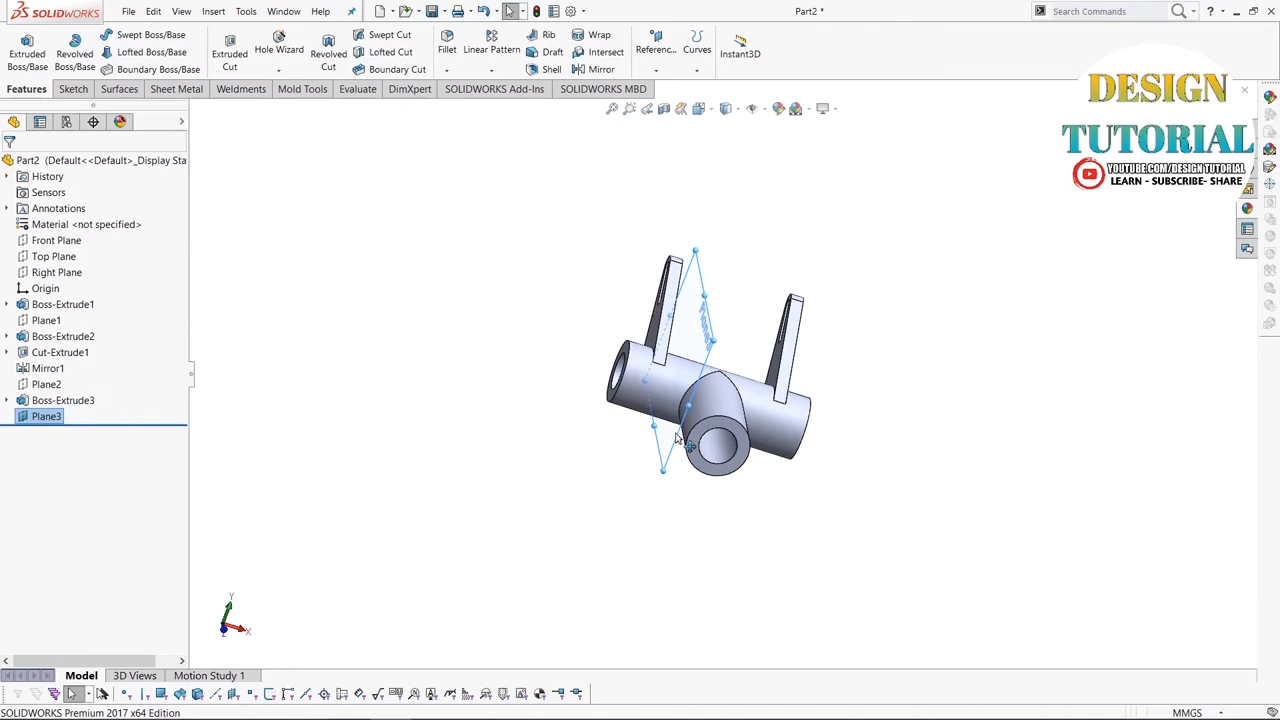 SOLIDWORKS
File
Edit
View
Insert
Tools
Window
Help
Part2 *
Search Commands
Extruded Boss/Base
Revolved Boss/Base
Swept Boss/Base
Lofted Boss/Base
Boundary Boss/Base
Extruded Cut
Hole Wizard
Revolved Cut
Swept Cut
Lofted Cut
Boundary Cut
Fillet
Linear Pattern
Rib
Draft
Shell
Wrap
Intersect
Mirror
Referenc...
Curves
Instant3D
Features
Sketch
Surfaces
Sheet Metal
Weldments
Mold Tools
Evaluate
DimXpert
SOLIDWORKS Add-Ins
SOLIDWORKS MBD
DESIGN
TUTORIAL
YOUTUBE.COM/DESIGN TUTORIAL
LEARN - SUBSCRIBE- SHARE
Part2 (Default<<Default>_Display Sta
History
Sensors
Annotations
Material <not specified>
Front Plane
Top Plane
Right Plane
Origin
Boss-Extrude1
Plane1
Boss-Extrude2
Cut-Extrude1
Mirror1
Plane2
Boss-Extrude3
Plane3
Y
X
Z
Model
3D Views
Motion Study 1
SOLIDWORKS Premium 2017 x64 Edition
MMGS